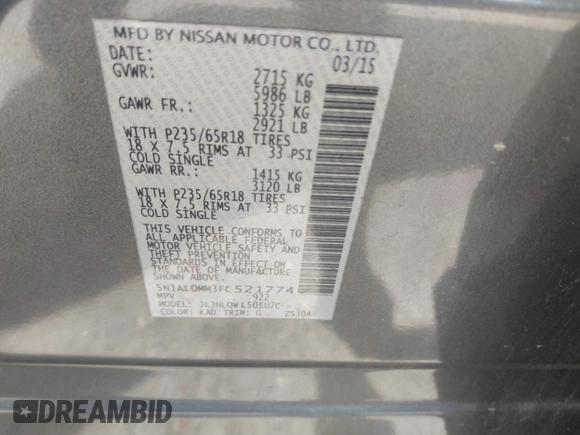 MFD BY NISSAN MOTOR CO., LTD.
DATE: 03/15
GVWR: 2715 KG
5986 LB
GAWR FR.: 1325 KG
2921 LB
WITH P235/65R18 TIRES
18 X 7.5 RIMS AT 33 PSI
COLD SINGLE
GAWR RR.: 1415 KG
3120 LB
WITH P235/65R18 TIRES
18 X 7.5 RIMS AT 33 PSI
COLD SINGLE
THIS VEHICLE CONFORMS TO
ALL APPLICABLE FEDERAL
MOTOR VEHICLE SAFETY AND
THEFT PREVENTION
STANDARDS IN EFFECT ON
THE DATE OF MANUFACTURE
5N1AL0MM3FC521774
MPV 922
MODEL:
COLOR: KAD TRIM: G
DREAMBID